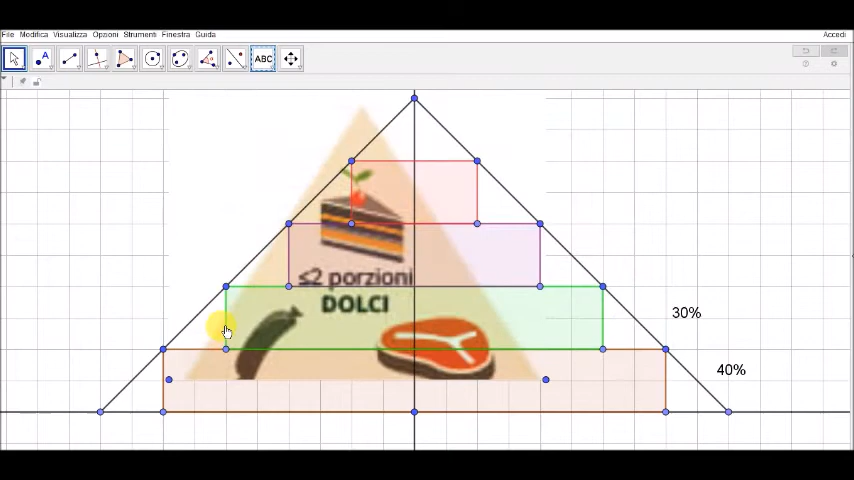 File Modifica Visualizza Opzioni Strumenti Finestra Guida Accedi
A ABC
≤2 porzioni
DOLCI
30%
40%